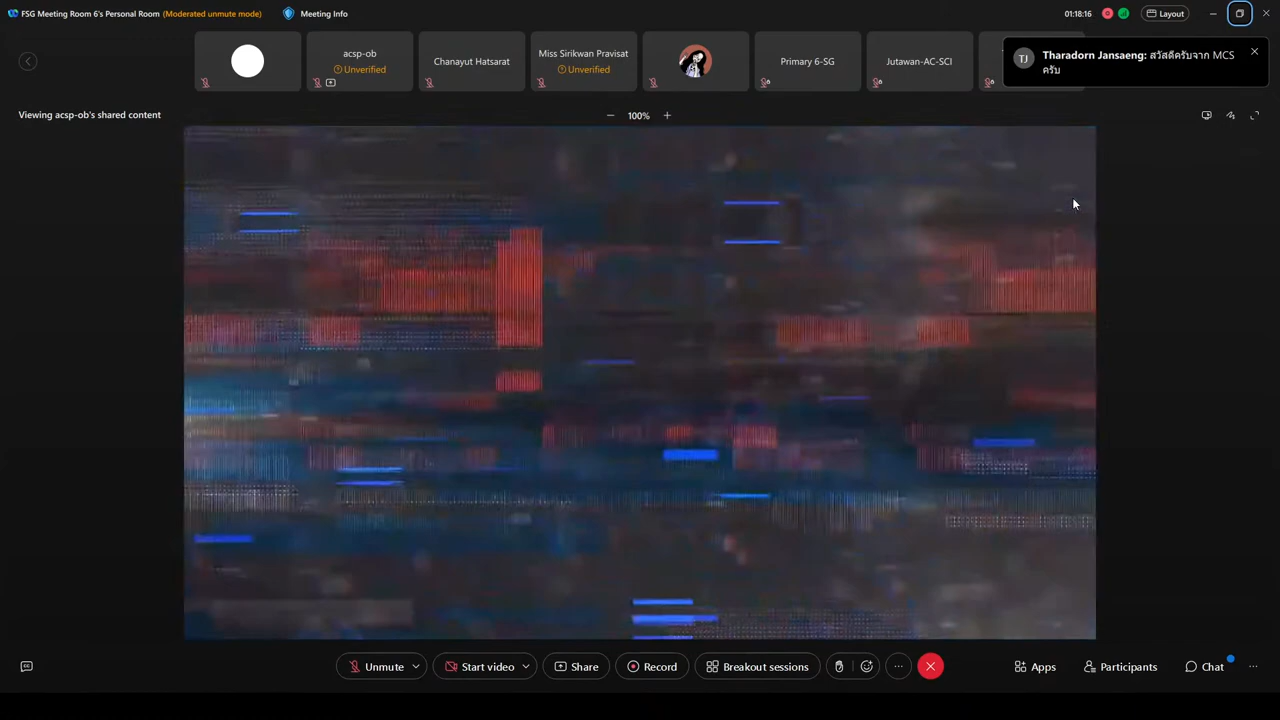 FSG Meeting Room 6's Personal Room (Moderated unmute mode) Meeting Info 01:18:16 Layout
acsp-ob
Unverified
Chanayut Hatsarat
Miss Sirikwan Pravisat
Unverified
Primary 6-SG
Jutawan-AC-SCI
TJ
Tharadorn Jansaeng: สวัสดีครับจาก MCS
ครับ
Viewing acsp-ob's shared content
100%
Unmute Start video Share Record Breakout sessions Apps Participants Chat